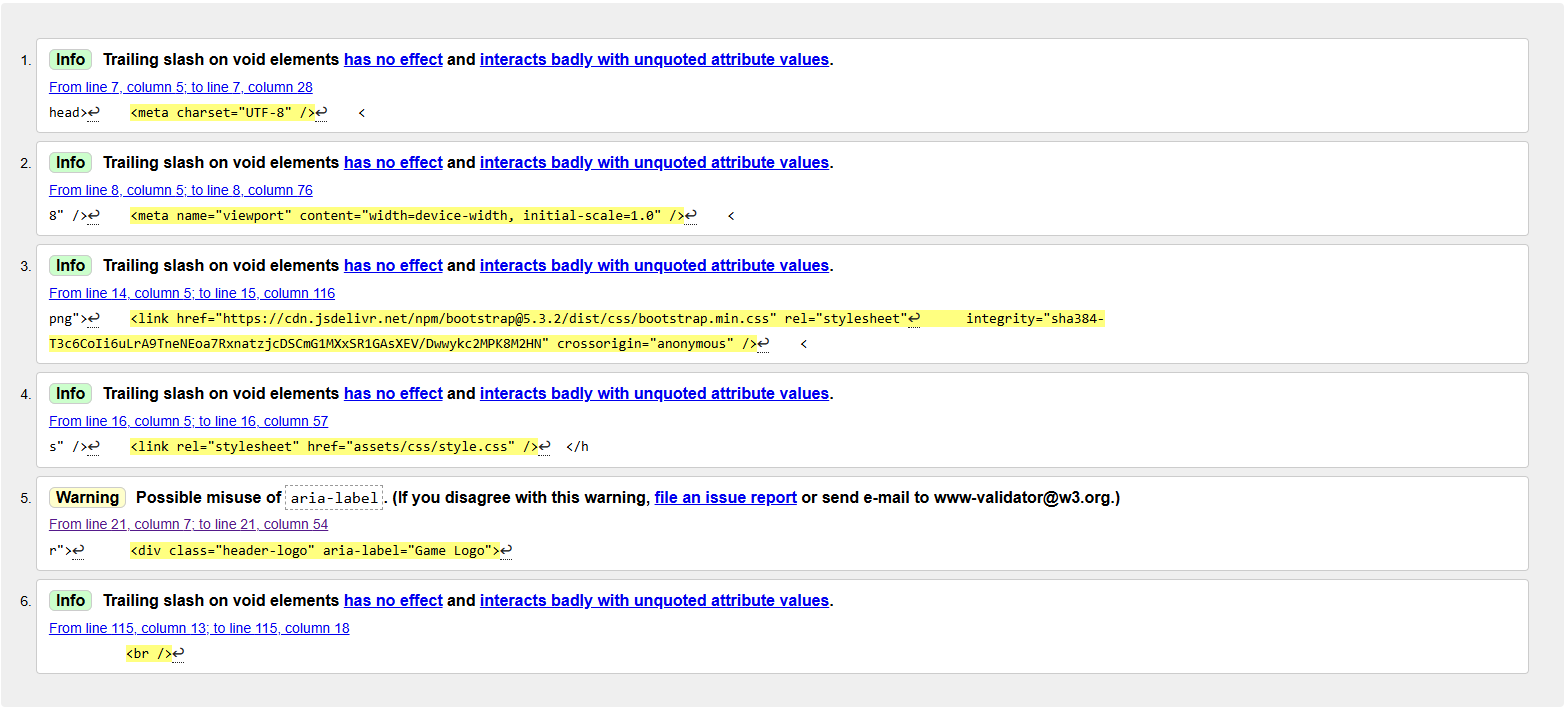 1. Info Trailing slash on void elements has no effect and interacts badly with unquoted attribute values.
From line 7, column 5; to line 7, column 28
head>↩    <meta charset="UTF-8" />↩    <
2. Info Trailing slash on void elements has no effect and interacts badly with unquoted attribute values.
From line 8, column 5; to line 8, column 76
8" />↩    <meta name="viewport" content="width=device-width, initial-scale=1.0" />↩    <
3. Info Trailing slash on void elements has no effect and interacts badly with unquoted attribute values.
From line 14, column 5; to line 15, column 116
png">↩    <link href="https://cdn.jsdelivr.net/npm/bootstrap@5.3.2/dist/css/bootstrap.min.css" rel="stylesheet"↩      integrity="sha384-
T3c6CoIi6uLrA9TneNEoa7RxnatzjcDSCmG1MXxSR1GAsXEV/Dwwykc2MPK8M2HN" crossorigin="anonymous" />↩    <
4. Info Trailing slash on void elements has no effect and interacts badly with unquoted attribute values.
From line 16, column 5; to line 16, column 57
s" />↩    <link rel="stylesheet" href="assets/css/style.css" />↩  </h
5. Warning Possible misuse of aria-label. (If you disagree with this warning, file an issue report or send e-mail to www-validator@w3.org.)
From line 21, column 7; to line 21, column 54
r">↩      <div class="header-logo" aria-label="Game Logo">↩
6. Info Trailing slash on void elements has no effect and interacts badly with unquoted attribute values.
From line 115, column 13; to line 115, column 18
<br />↩